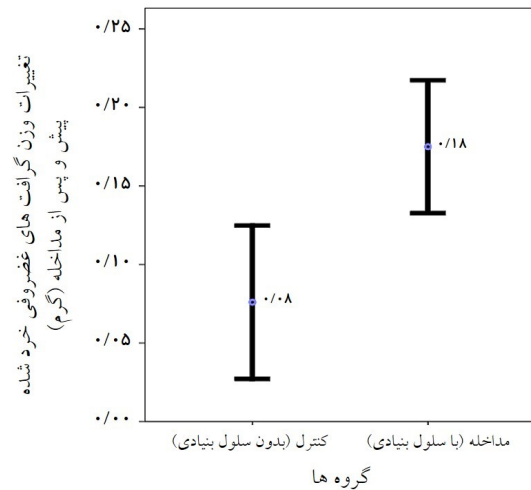 تغییرات وزن گرافت های غضروفی خرد شده
پیش و پس از مداخله (گرم)
۰/۲۵
۰/۲۰
۰/۱۵
۰/۱۰
۰/۰۵
۰/۰۰
۰/۱۸
۰/۰۸
مداخله (با سلول بنیادی)
کنترل (بدون سلول بنیادی)
گروه ها